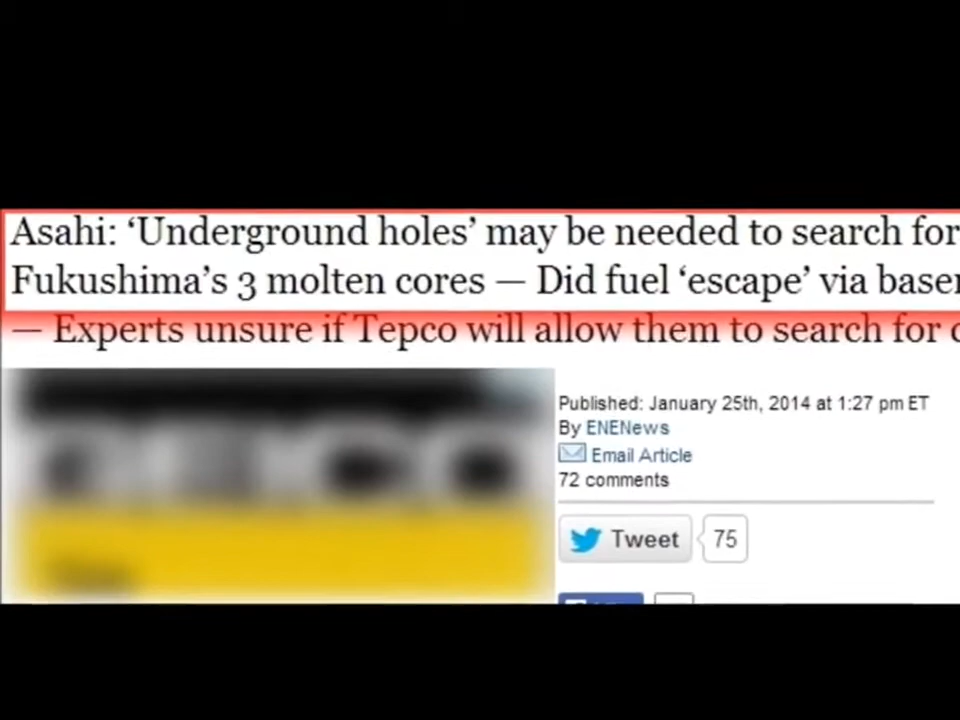 Asahi: ‘Underground holes’ may be needed to search for
Fukushima’s 3 molten cores — Did fuel ‘escape’ via
— Experts unsure if Tepco will allow them to search for
Published: January 25th, 2014 at 1:27 pm ET
By ENENews
Email Article
72 comments
Tweet 75